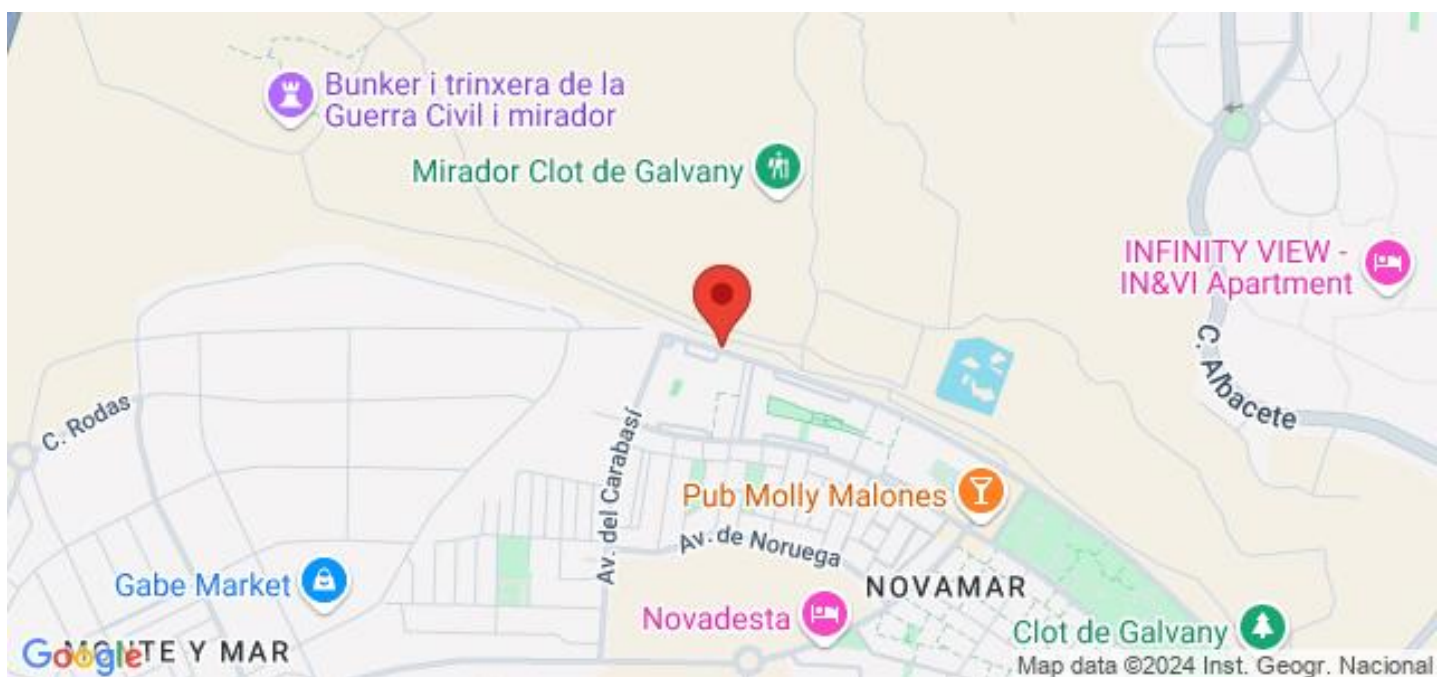 Bunker i trinxera de la
Guerra Civil i mirador
Mirador Clot de Galvany
INFINITY VIEW -
IN&VI Apartment
C. Albacete
C. Rodas
Av. del Carabasí
Pub Molly Malones
Av. de Noruega
Gabe Market
NOVAMAR
Novadesta
Clot de Galvany
Google
MONTE Y MAR
Map data ©2024 Inst. Geogr. Nacional